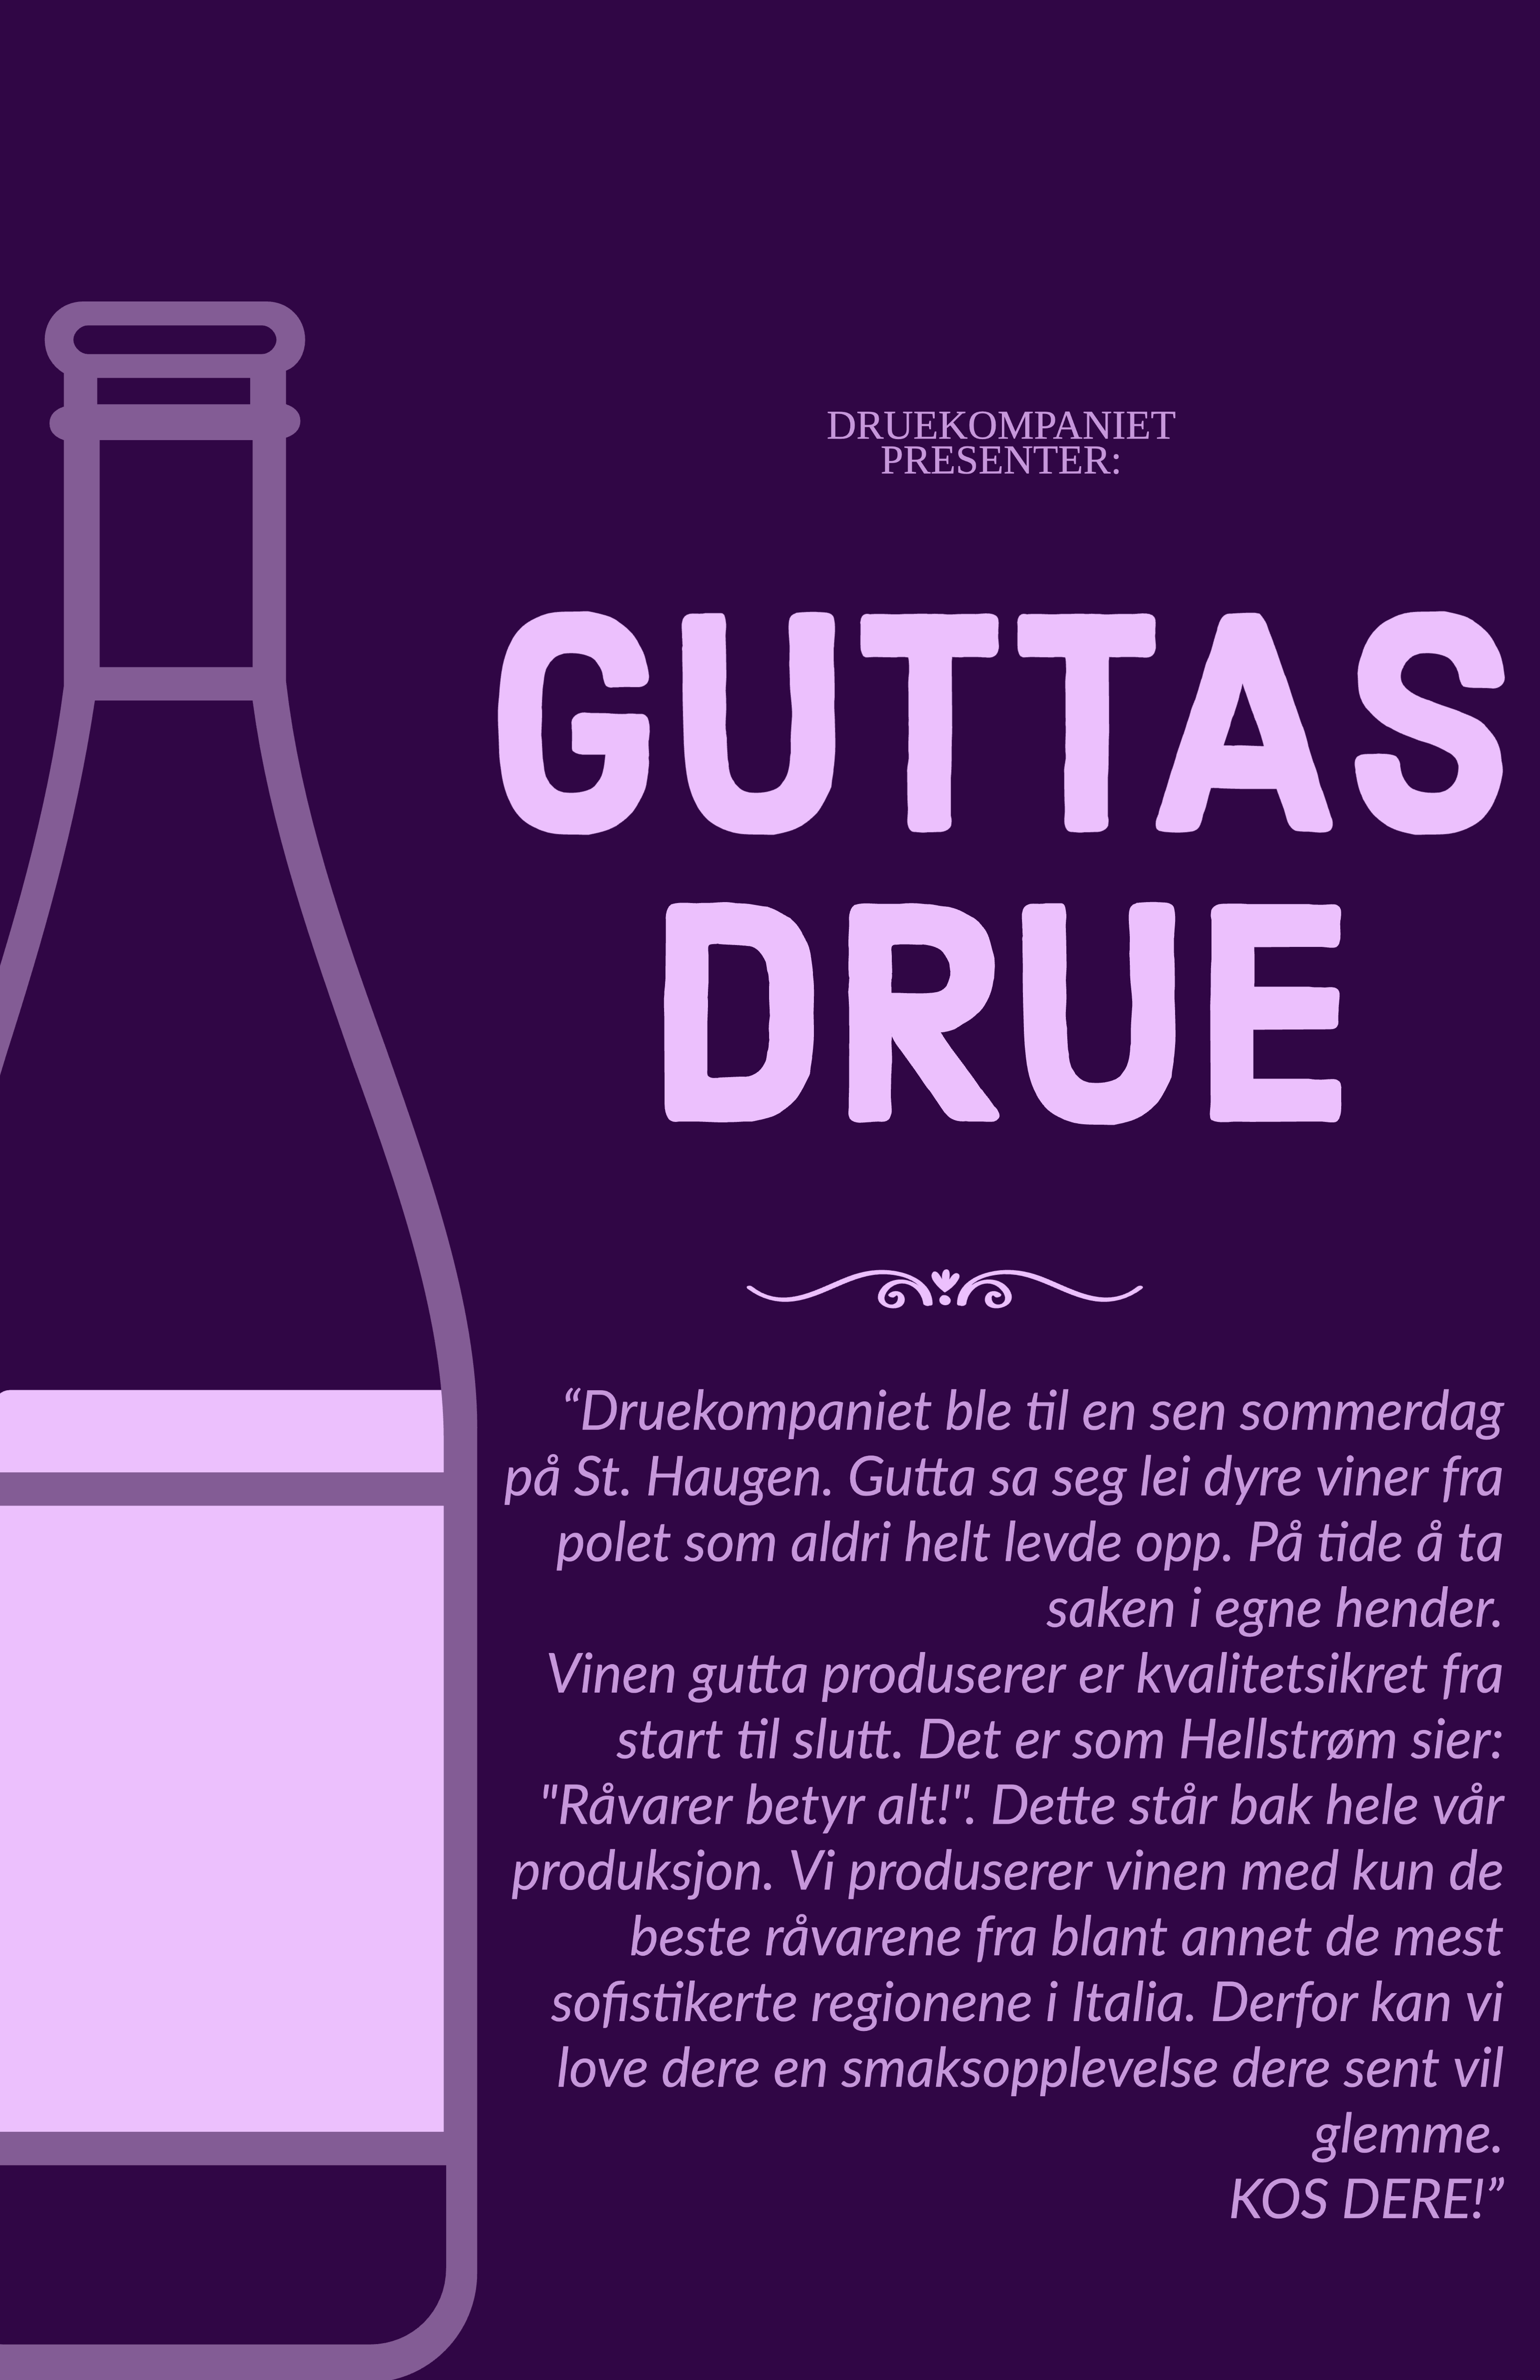 DRUEKOMPANIET
PRESENTER:
GUTTAS
DRUE
“Druekompaniet ble til en sen sommerdag
på St. Haugen. Gutta sa seg lei dyre viner fra
polet som aldri helt levde opp. På tide å ta
saken i egne hender.
Vinen gutta produserer er kvalitetsikret fra
start til slutt. Det er som Hellstrøm sier:
"Råvarer betyr alt!". Dette står bak hele vår
produksjon. Vi produserer vinen med kun de
beste råvarene fra blant annet de mest
sofistikerte regionene i Italia. Derfor kan vi
love dere en smaksopplevelse dere sent vil
glemme.
KOS DERE!”